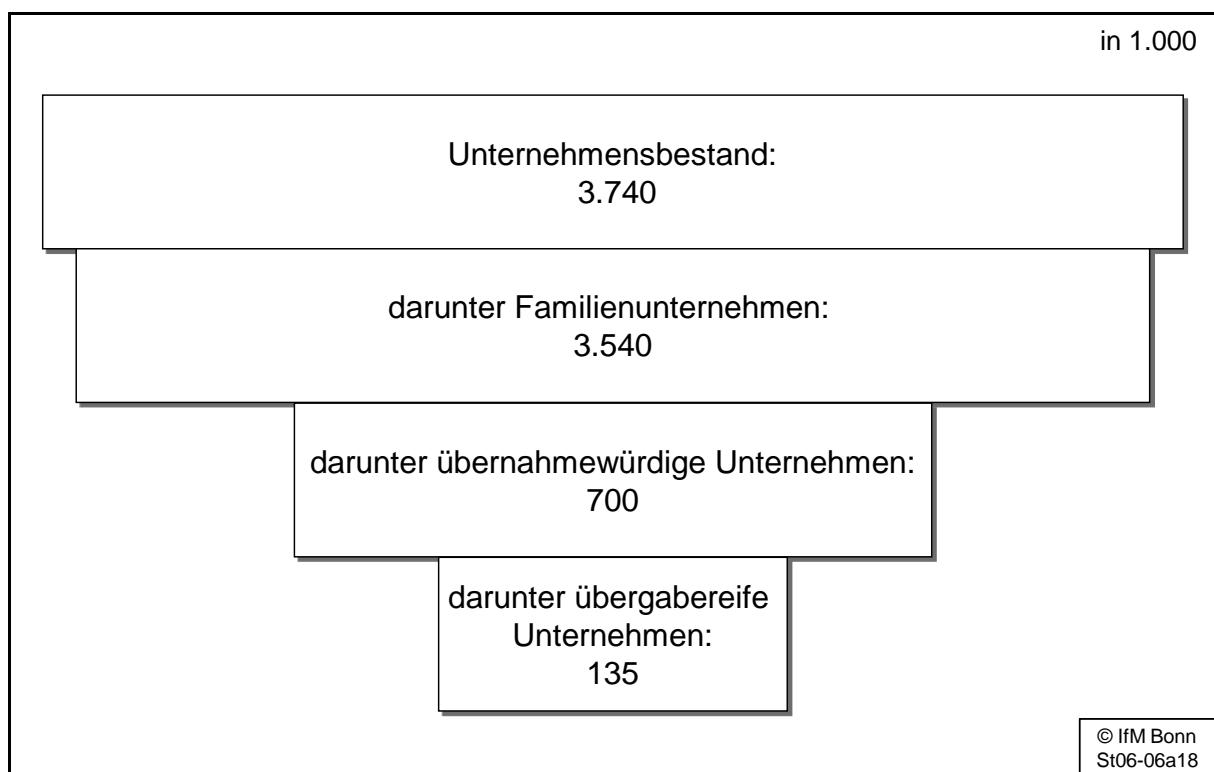 in 1.000
Unternehmensbestand:
3.740
darunter Familienunternehmen:
3.540
darunter übernahmewürdige Unternehmen:
700
darunter übergabereife
Unternehmen:
135
© IfM Bonn
St06-06a18